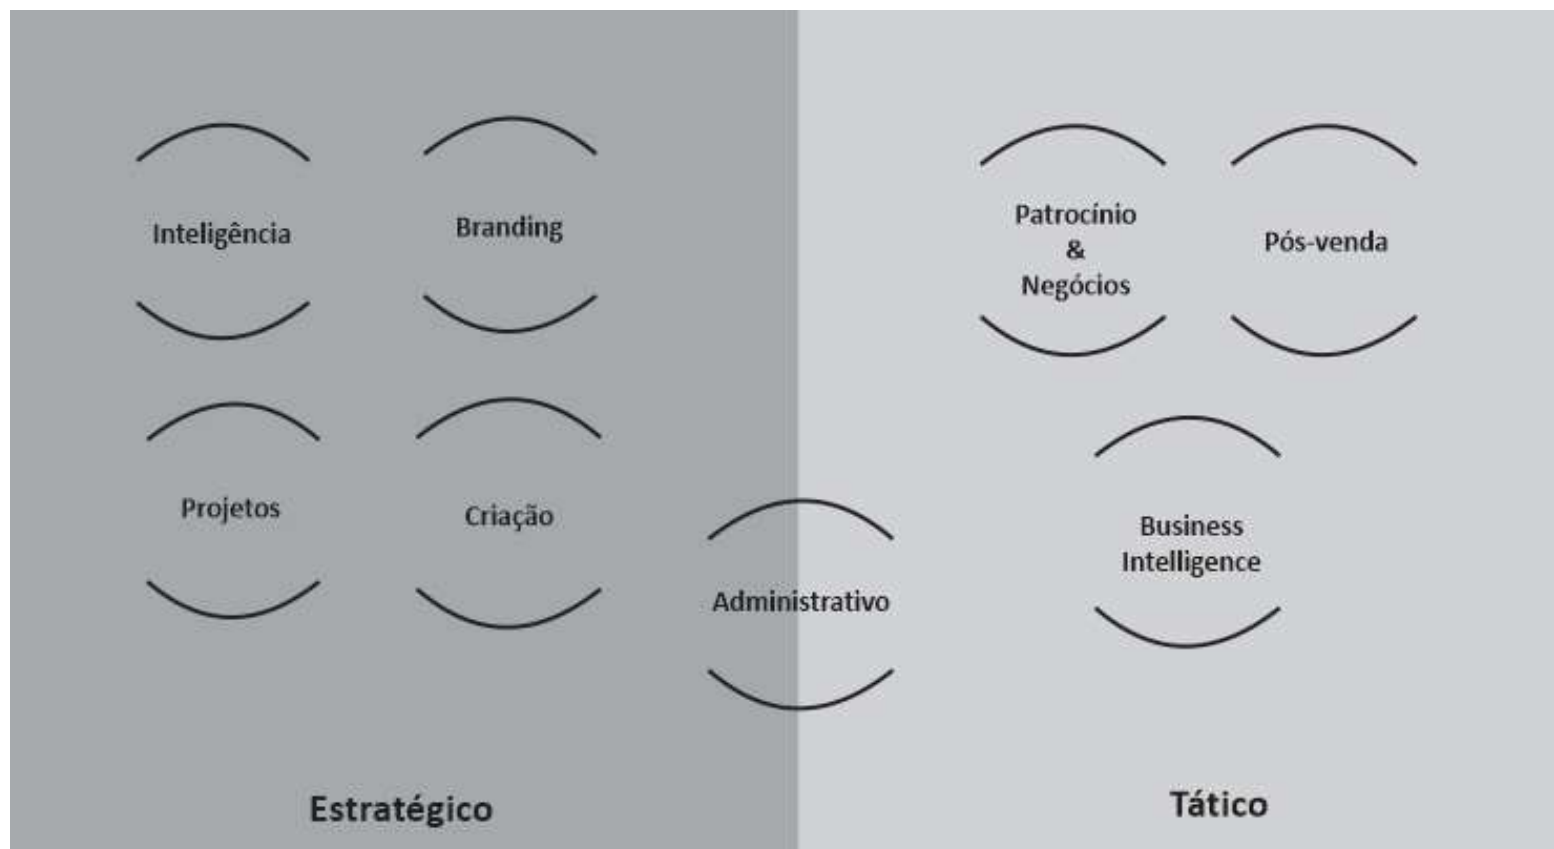 Inteligência
Branding
Patrocínio
&
Negócios
Pós-venda
Projetos
Criação
Administrativo
Business
Intelligence
Estratégico
Tático